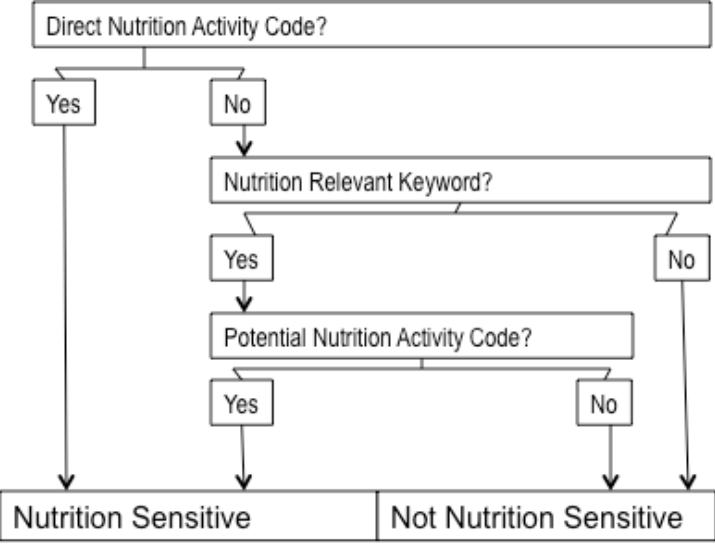 Direct Nutrition Activity Code?
Yes
No
Nutrition Relevant Keyword?
Yes
No
Potential Nutrition Activity Code?
Yes
No
Nutrition Sensitive
Not Nutrition Sensitive